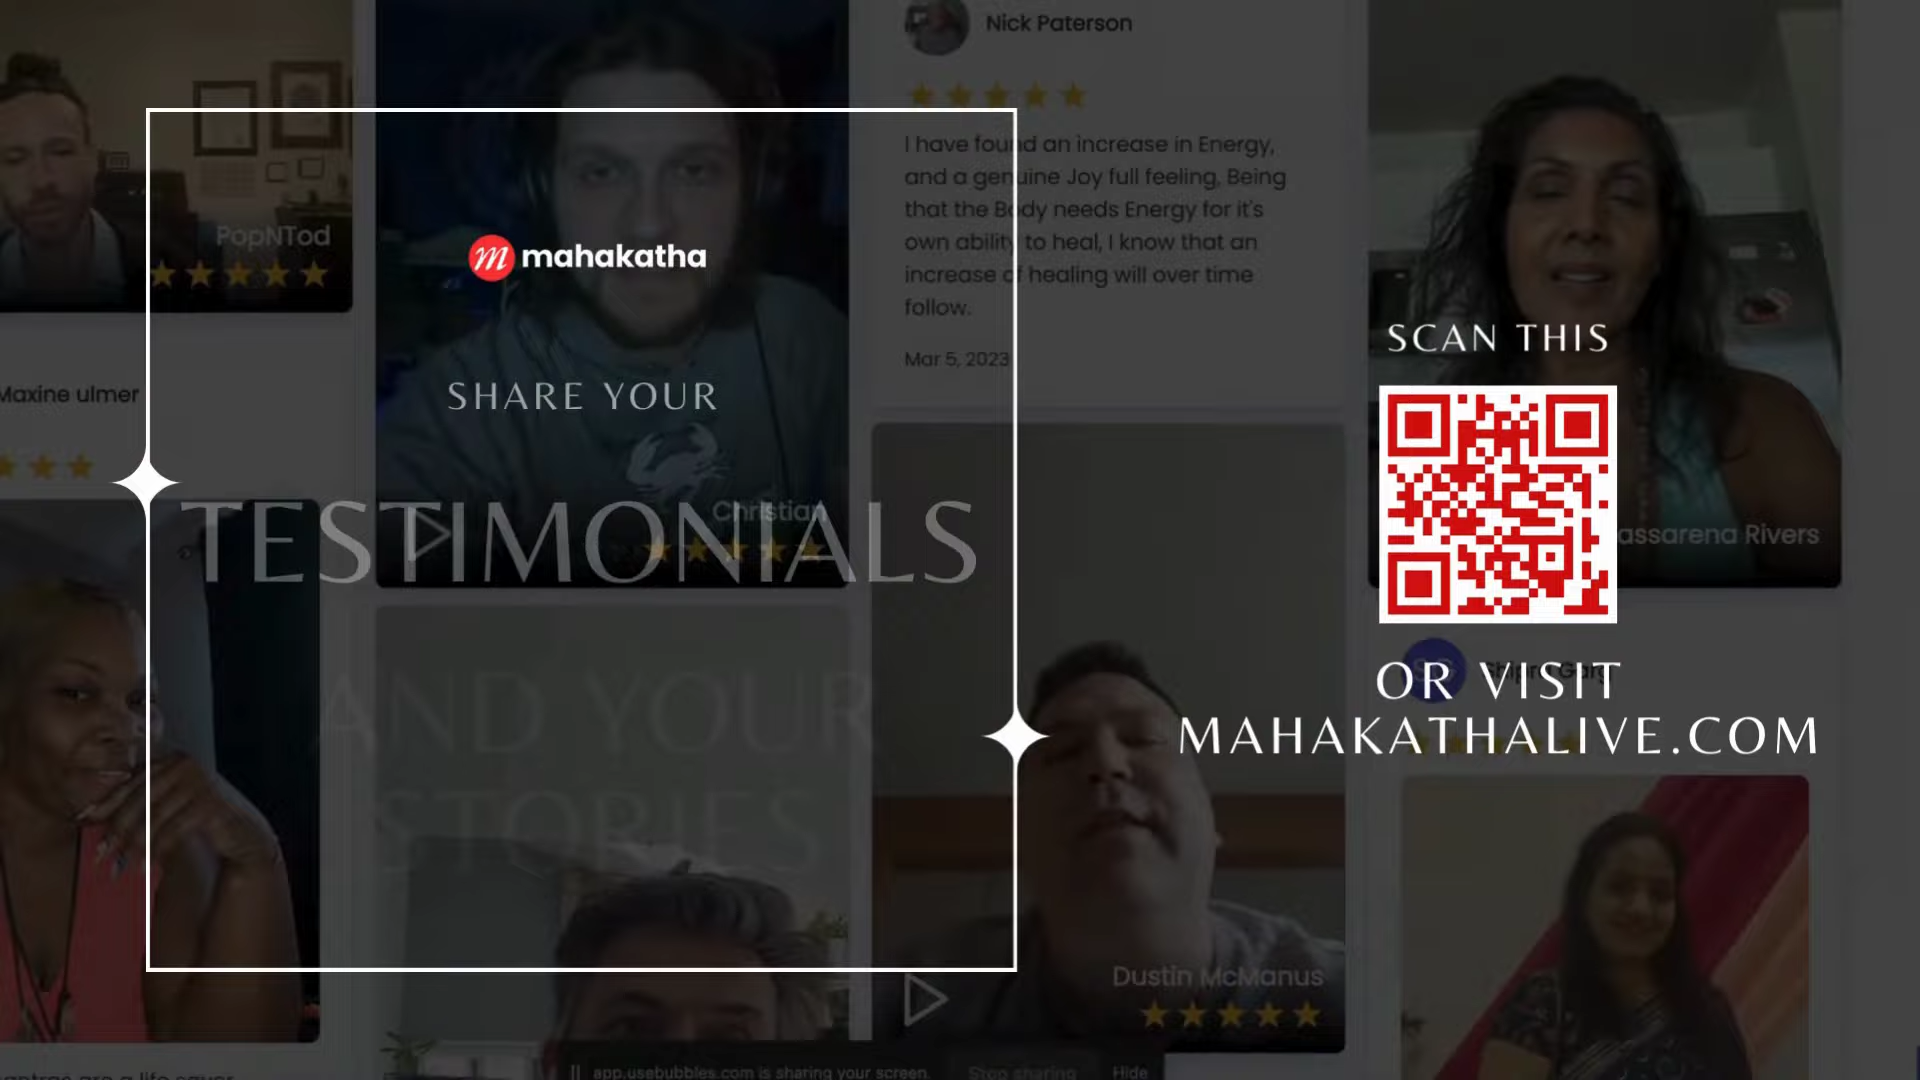 Nick Paterson
I have found an increase in Energy,
and a genuine Joy full feeling, Being
that the Body needs Energy for it's
own ability to heal, I know that an
increase of healing will over time
follow.
Mar 5, 2023
PopNTod
m mahakatha
SHARE YOUR
TESTIMONIALS
AND YOUR
STORIES
Maxine ulmer
Christian
SCAN THIS
assarena Rivers
OR VISIT
MAHAKATHALIVE.COM
Dustin McManus
app.usebubbles.com is sharing your screen.
Stop sharing
Hide